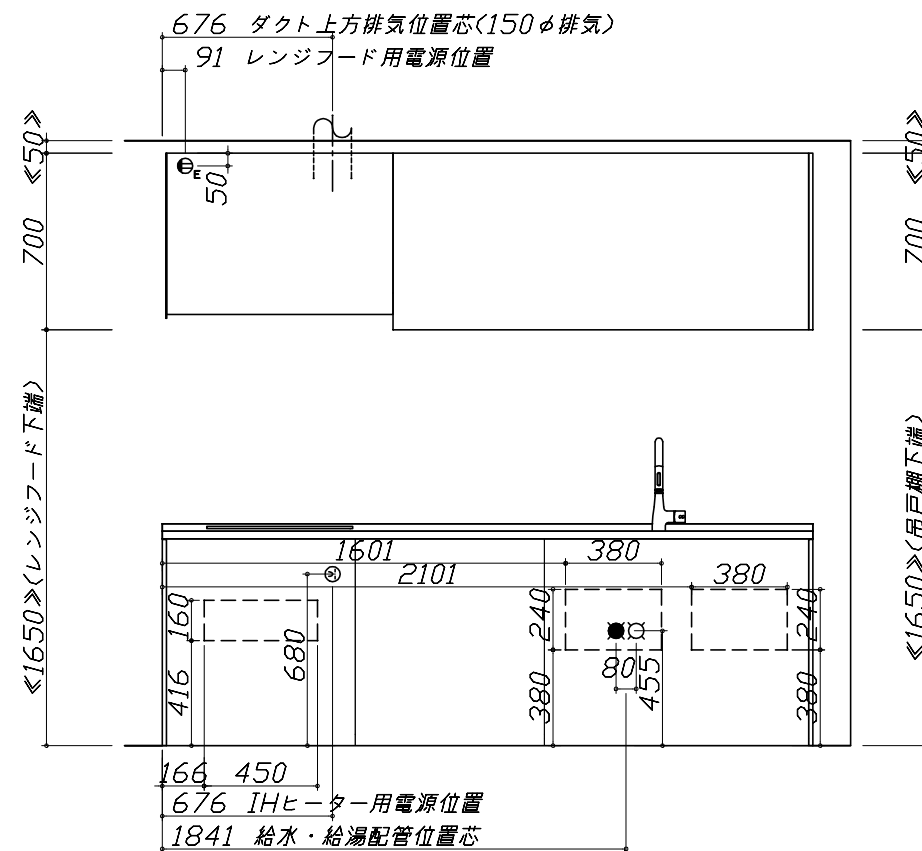 676 ダクト上方排気位置芯(150φ排気)
91 レンジフード用電源位置
≪50≫
≪50≫
E
50
700
700
≪1650≫(レンジフード下端)
≪1650≫(吊戸棚下端)
1601
380
2101
380
160
240
240
680
80
455
416
380
380
166
450
676 IHヒーター用電源位置
1841 給水・給湯配管位置芯